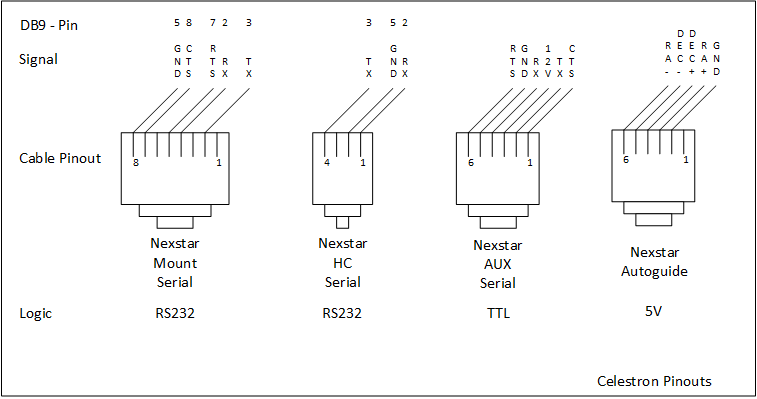 DB9 - Pin 5 8 7 2 3 3 5 2
Signal GND CTS RTS RX TX TX GND RX RTS GND RX 12V TX CTS RA- DEC- DEC+ RA+ GND
Cable Pinout 8 1 4 1 6 1 6 1
Nexstar Mount Serial
Nexstar HC Serial
Nexstar AUX Serial
Nexstar Autoguide
Logic RS232 RS232 TTL 5V
Celestron Pinouts